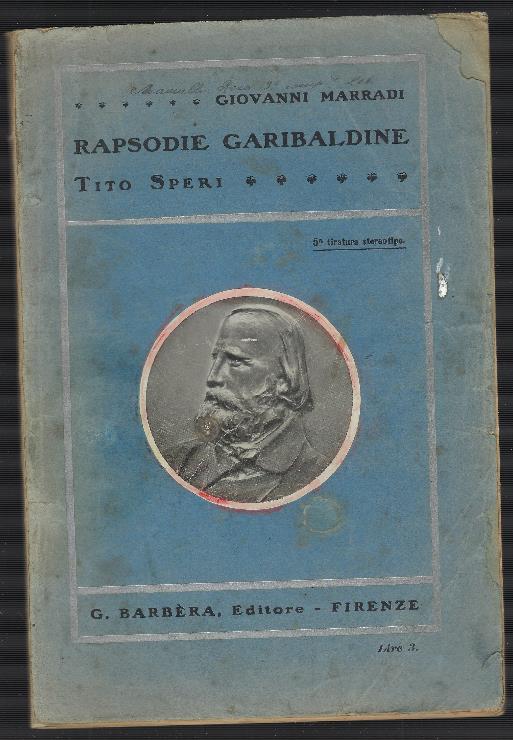 GIOVANNI MARRADI
RAPSODIE GARIBALDINE
TITO SPERI
5ª tiratura stereotipa.
G. BARBÈRA, Editore - FIRENZE
Lire 3.